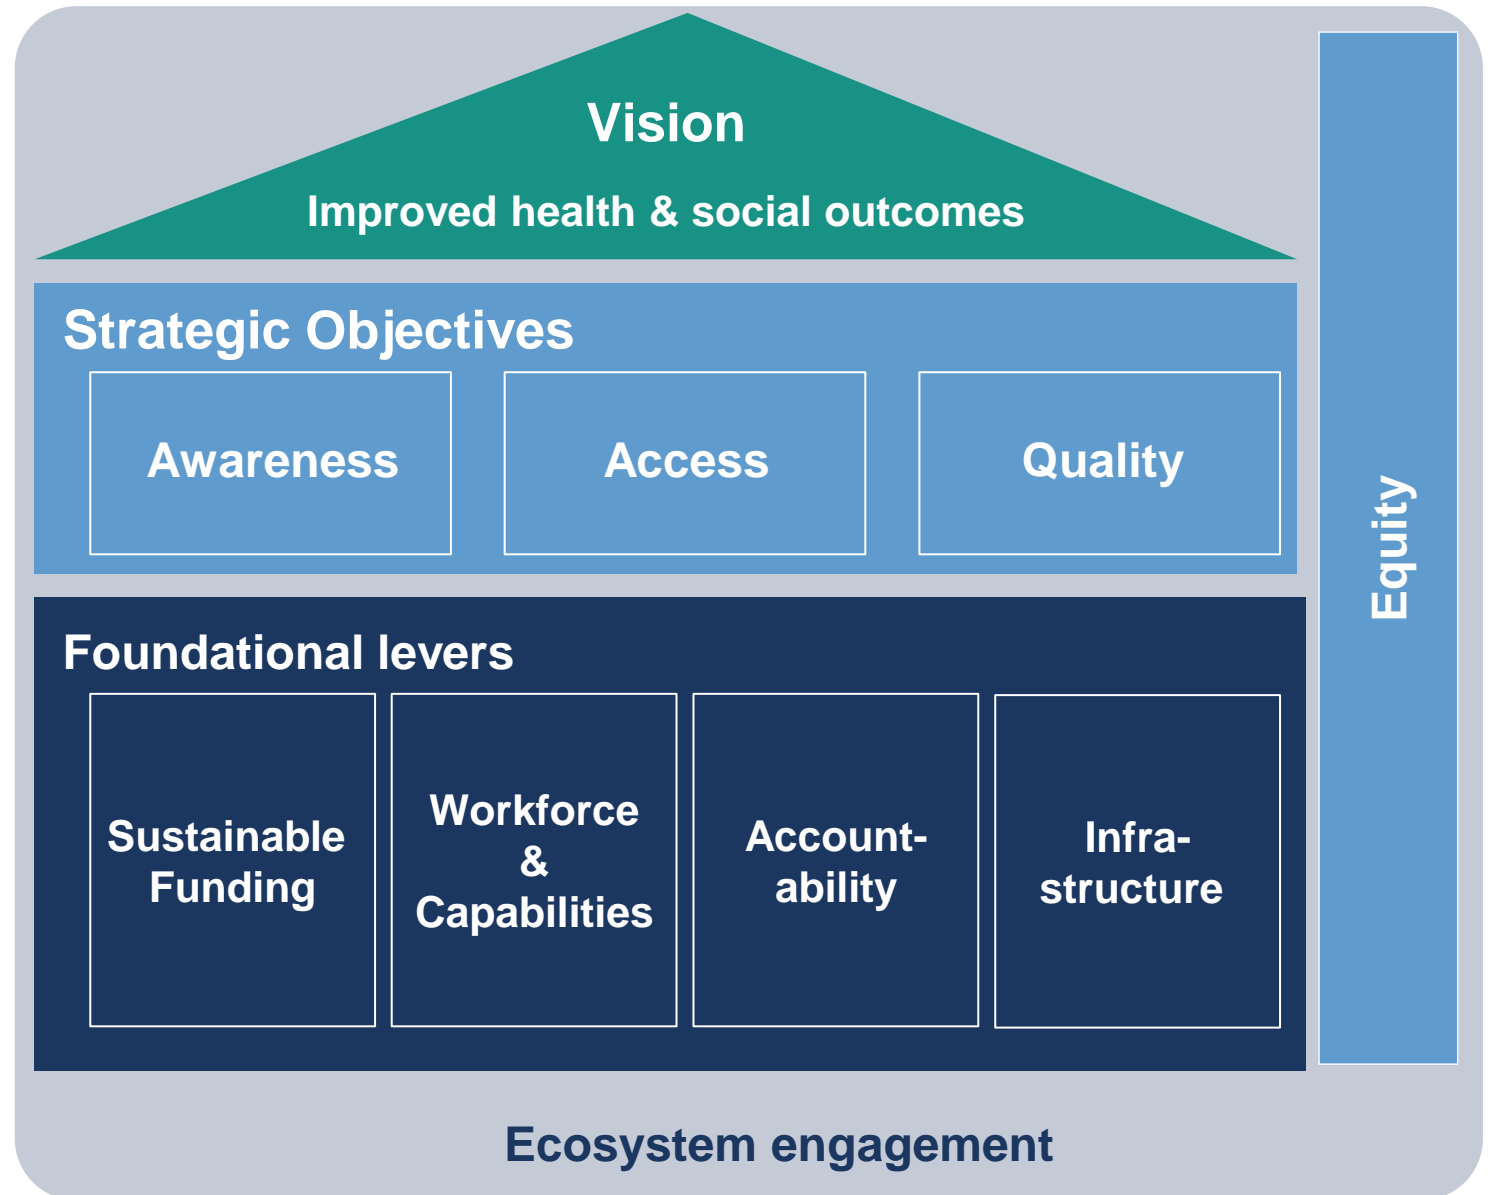 Vision
Improved health & social outcomes
Strategic Objectives
Awareness
Access
Quality
Equity
Foundational levers
Sustainable
Funding
Workforce
&
Capabilities
Account-
ability
Infra-
structure
Ecosystem engagement